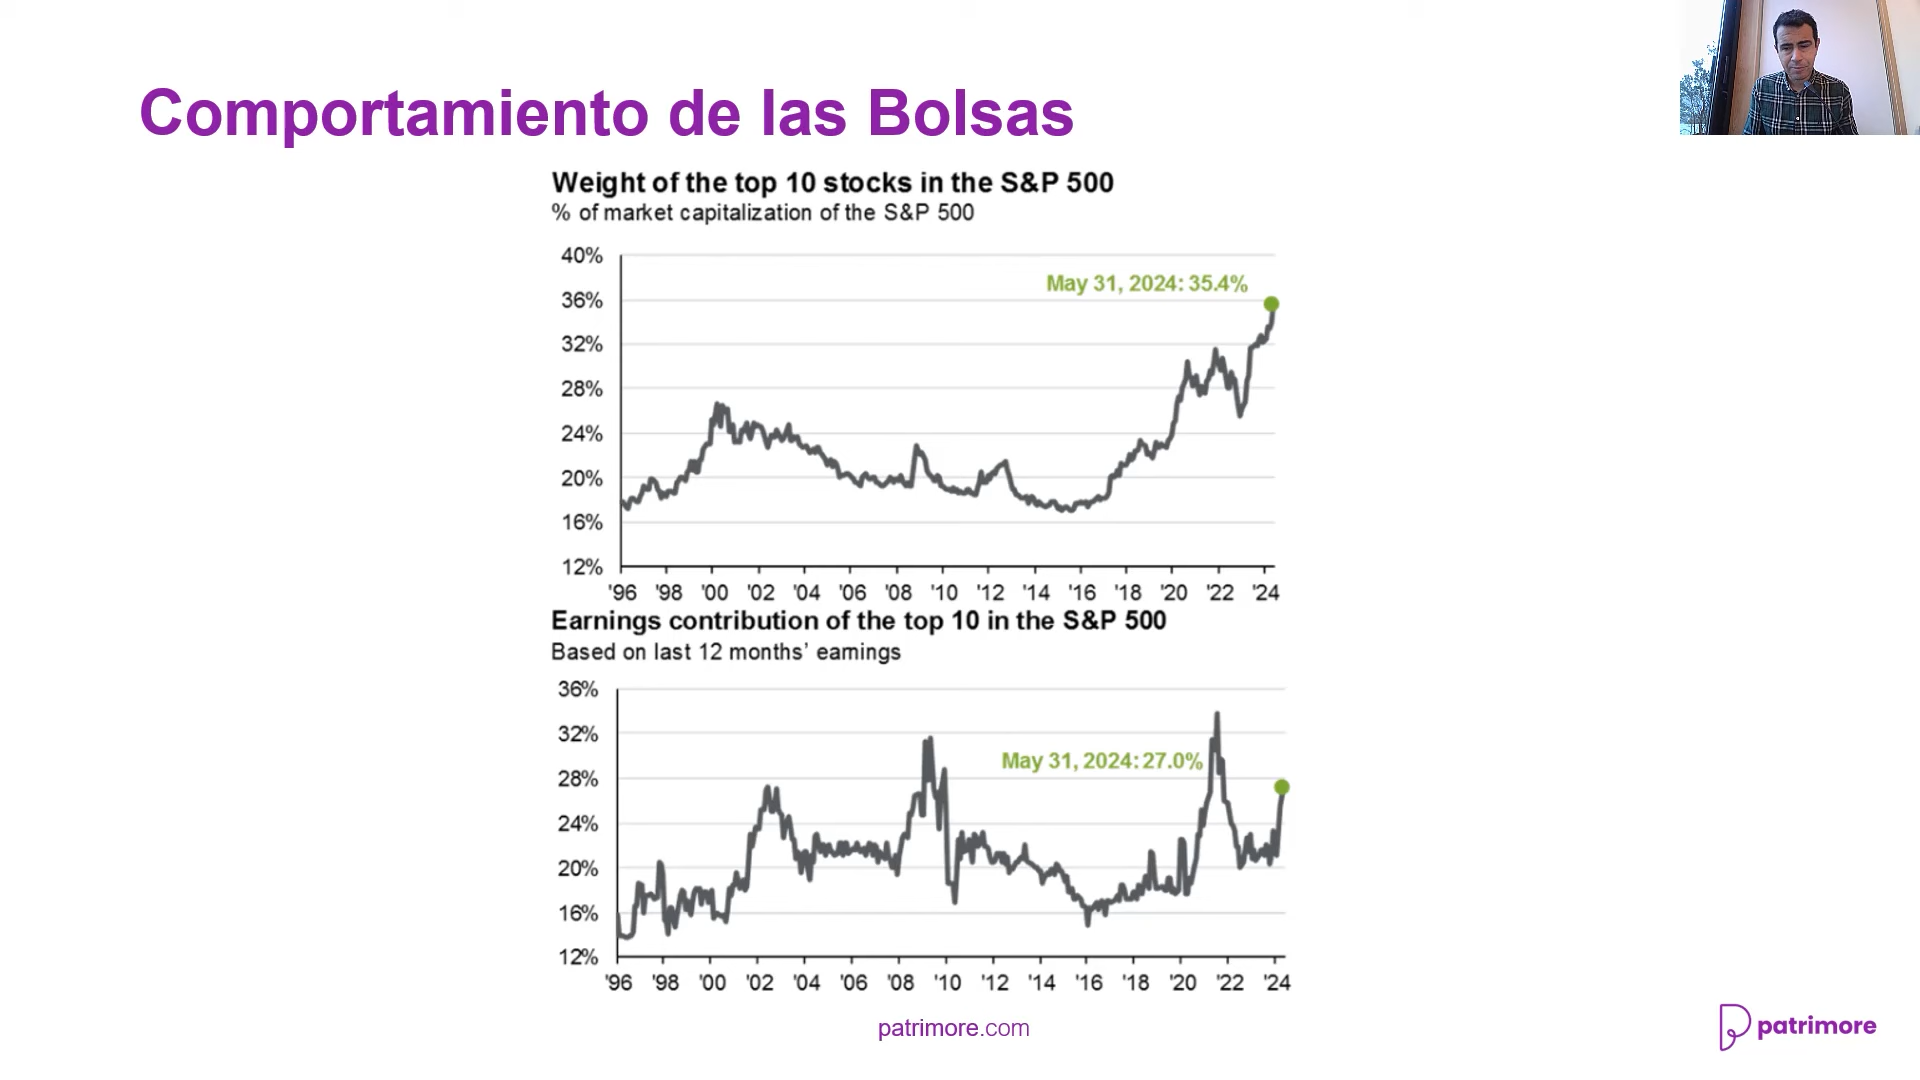 Comportamiento de las Bolsas
Weight of the top 10 stocks in the S&P 500
% of market capitalization of the S&P 500
40%
May 31, 2024: 35.4%
36%
32%
28%
24%
20%
16%
12%
'96 '98 '00 '02 '04 '06 '08 '10 '12 '14 '16 '18 '20 '22 '24
Earnings contribution of the top 10 in the S&P 500
Based on last 12 months' earnings
36%
32%
May 31, 2024: 27.0%
28%
24%
20%
16%
12%
'96 '98 '00 '02 '04 '06 '08 '10 '12 '14 '16 '18 '20 '22 '24
patrimore.com
patrimore